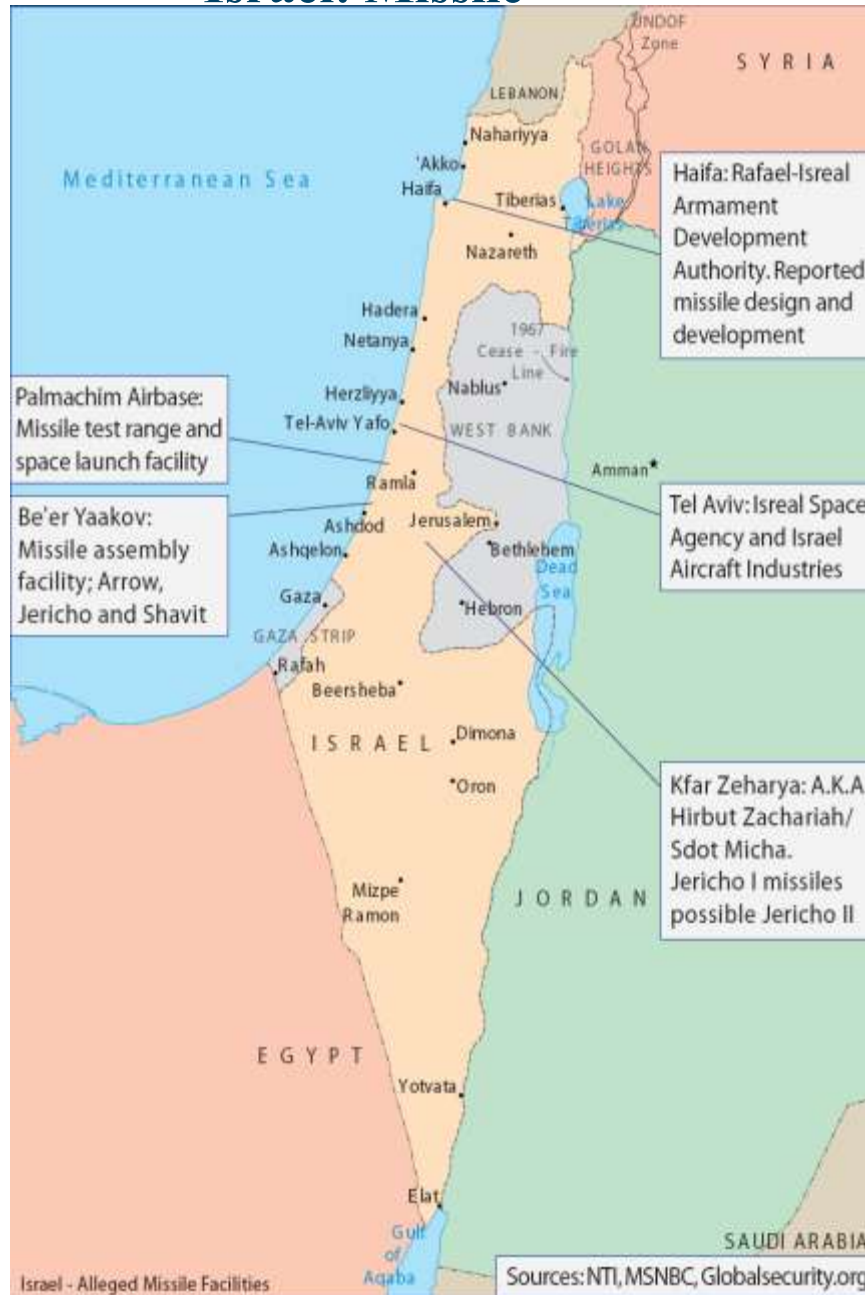 Israel: Missile
UNDOF
Zone
SYRIA
LEBANON
Nahariyya
'Akko
GOLAN
HEIGHTS
Mediterranean Sea
Haifa
Tiberias
Lake
Tiberias
Nazareth
Haifa: Rafael-Isreal
Armament
Development
Authority. Reported
missile design and
development
Hadera
Netanya
1967
Cease - Fire
Line
Nablus
Herzliyya
Tel-Aviv Yafo
WEST BANK
Palmachim Airbase:
Missile test range and
space launch facility
Amman
Ramla
Be'er Yaakov:
Missile assembly
facility; Arrow,
Jericho and Shavit
Ashdod
Jerusalem
Ashqelon
Bethlehem
Dead
Sea
Tel Aviv: Isreal Space
Agency and Israel
Aircraft Industries
Gaza
Hebron
GAZA STRIP
Rafah
Beersheba
ISRAEL
Dimona
Oron
Kfar Zeharya: A.K.A
Hirbut Zachariah/
Sdot Micha.
Jericho I missiles
possible Jericho II
Mizpe
Ramon
JORDAN
EGYPT
Yotvata
Elat
Gulf
of
Aqaba
SAUDI ARABIA
Israel - Alleged Missile Facilities
Sources: NTI, MSNBC, Globalsecurity.org